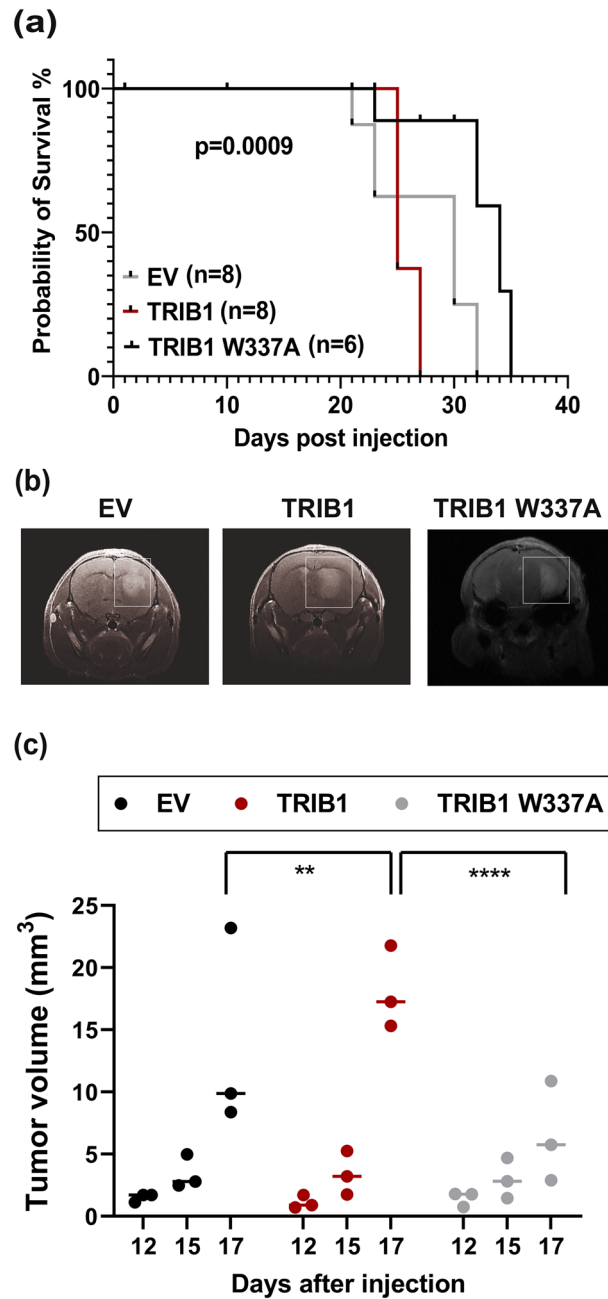 (a)
Probability of Survival %
100
50
0
p=0.0009
EV (n=8)
TRIB1 (n=8)
TRIB1 W337A (n=6)
0 10 20 30 40
Days post injection
(b)
EV TRIB1 TRIB1 W337A
(c)
EV TRIB1 TRIB1 W337A
** ****
Tumor volume (mm³)
25
20
15
10
5
0
12 15 17 12 15 17 12 15 17
Days after injection